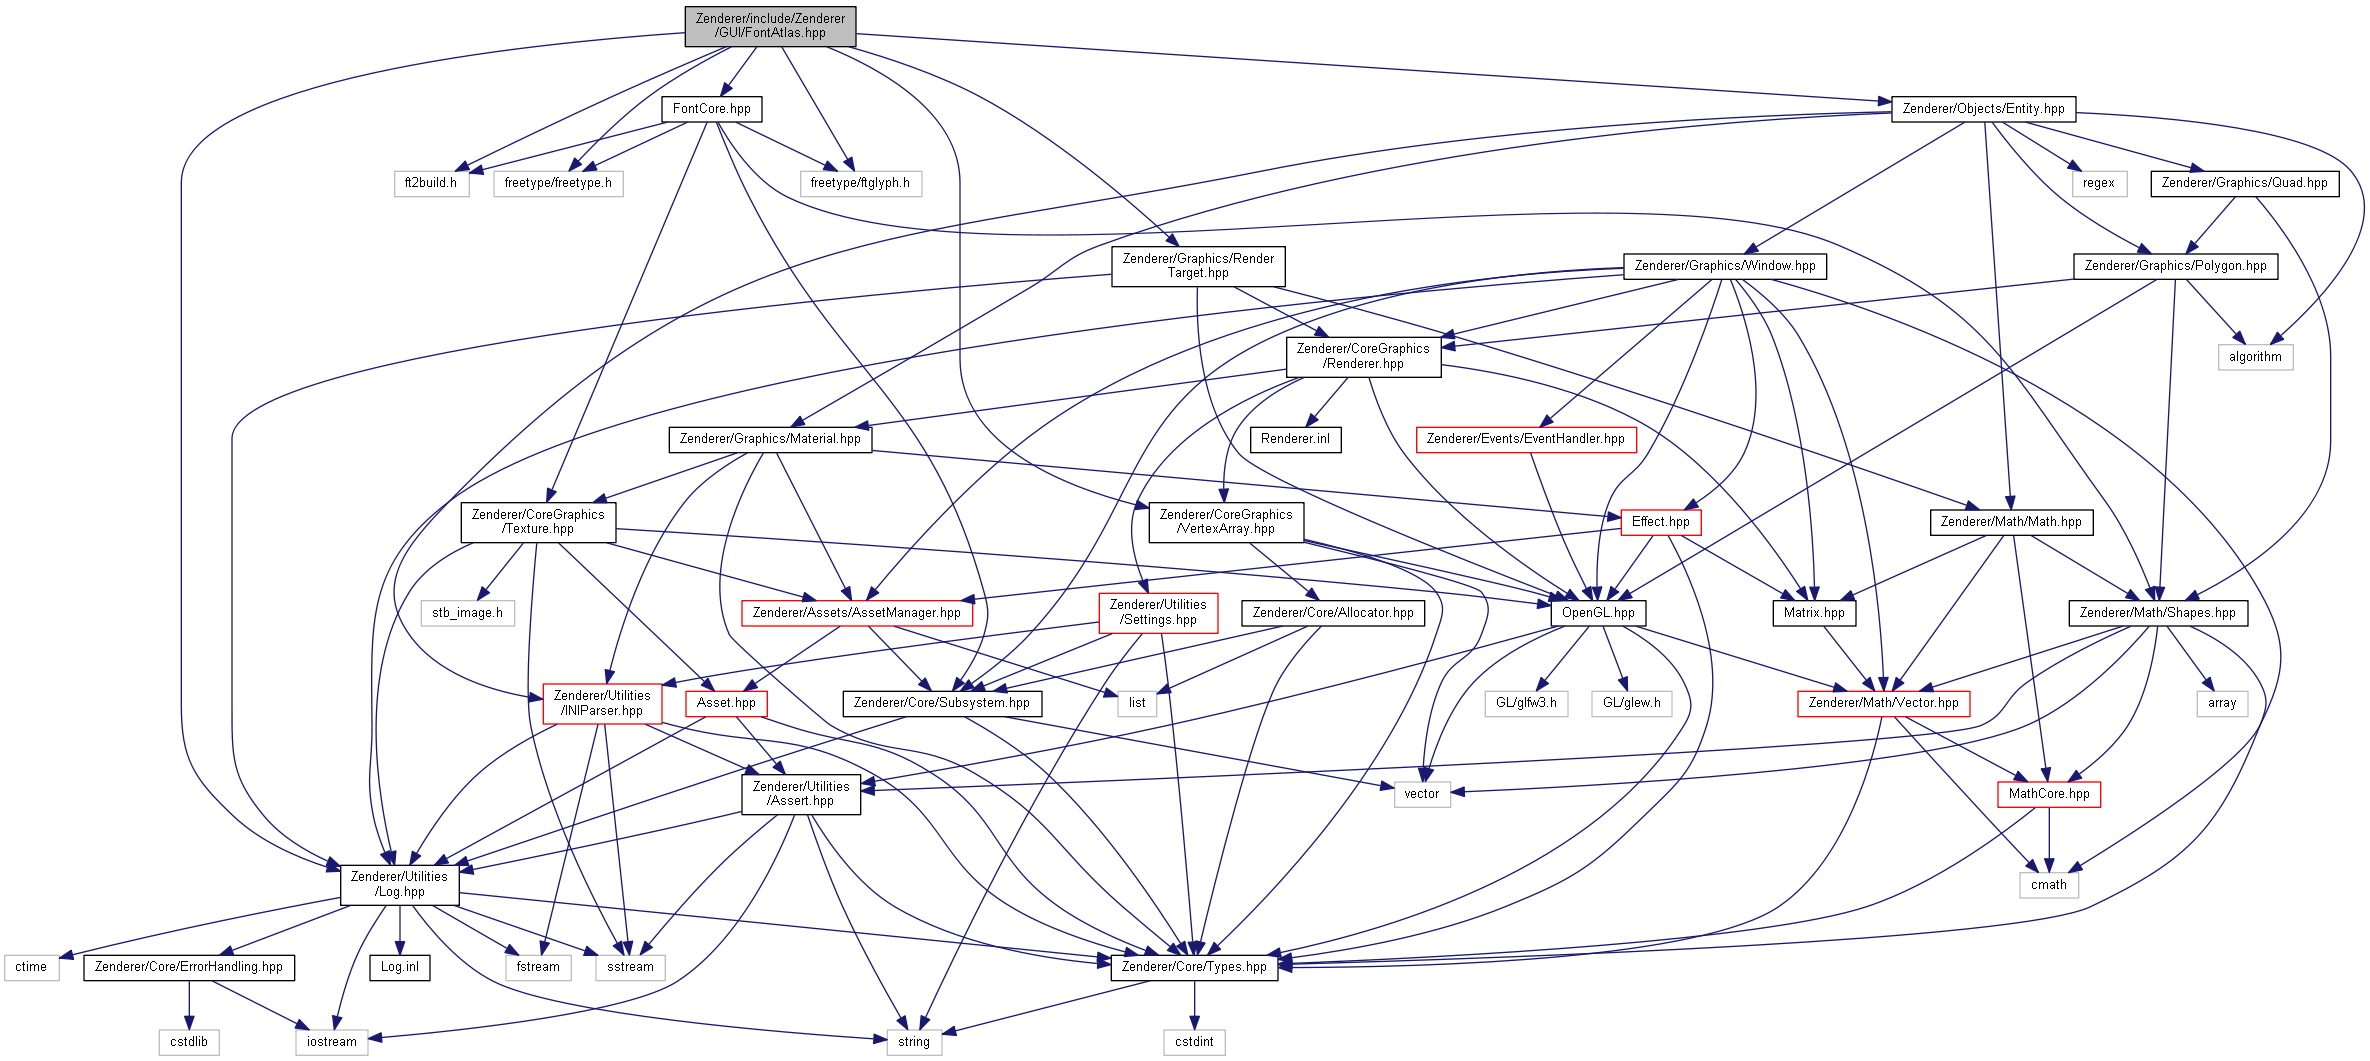 Zenderer/include/Zenderer
/GUI/FontAtlas.hpp
FontCore.hpp
Zenderer/Objects/Entity.hpp
ft2build.h
freetype/freetype.h
freetype/ftglyph.h
regex
Zenderer/Graphics/Quad.hpp
Zenderer/Graphics/Render
Target.hpp
Zenderer/Graphics/Window.hpp
Zenderer/Graphics/Polygon.hpp
Zenderer/CoreGraphics
/Renderer.hpp
algorithm
Zenderer/Graphics/Material.hpp
Renderer.inl
Zenderer/Events/EventHandler.hpp
Zenderer/CoreGraphics
/Texture.hpp
Zenderer/CoreGraphics
/VertexArray.hpp
Effect.hpp
Zenderer/Math/Math.hpp
stb_image.h
Zenderer/Assets/AssetManager.hpp
Zenderer/Utilities
/Settings.hpp
Zenderer/Core/Allocator.hpp
OpenGL.hpp
Matrix.hpp
Zenderer/Math/Shapes.hpp
Zenderer/Utilities
/INIParser.hpp
Asset.hpp
Zenderer/Core/Subsystem.hpp
list
GL/glfw3.h
GL/glew.h
Zenderer/Math/Vector.hpp
array
Zenderer/Utilities
/Assert.hpp
vector
MathCore.hpp
Zenderer/Utilities
/Log.hpp
cmath
ctime
Zenderer/Core/ErrorHandling.hpp
Log.inl
fstream
sstream
Zenderer/Core/Types.hpp
cstdlib
iostream
string
cstdint